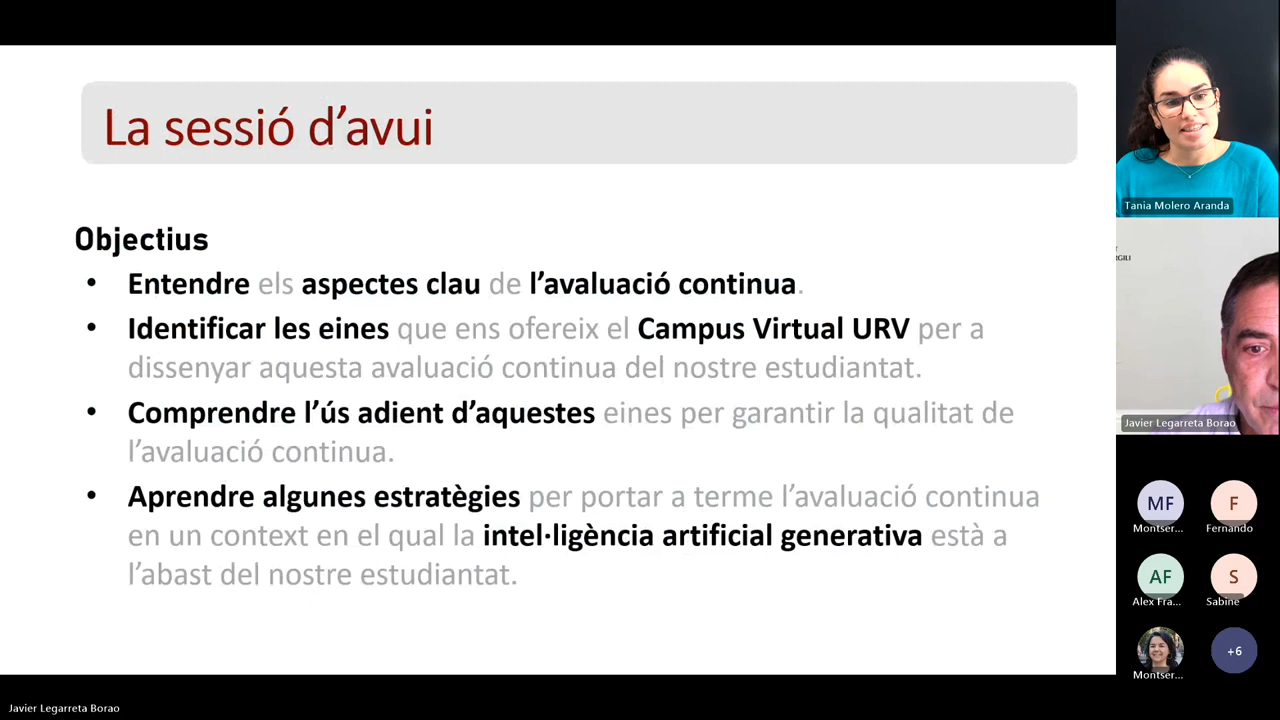 La sessió d'avui
Objectius
• Entendre els aspectes clau de l'avaluació continua.
• Identificar les eines que ens ofereix el Campus Virtual URV per a
dissenyar aquesta avaluació continua del nostre estudiantat.
• Comprendre l'ús adient d'aquestes eines per garantir la qualitat de
l'avaluació continua.
• Aprendre algunes estratègies per portar a terme l'avaluació continua
en un context en el qual la intel·ligència artificial generativa està a
l'abast del nostre estudiantat.
Tania Molero Aranda
Javier Legarreta Borao
MF
Montser...
F
Fernando
AF
Alex Fra...
S
Sabine
Montser...
+6
Javier Legarreta Borao